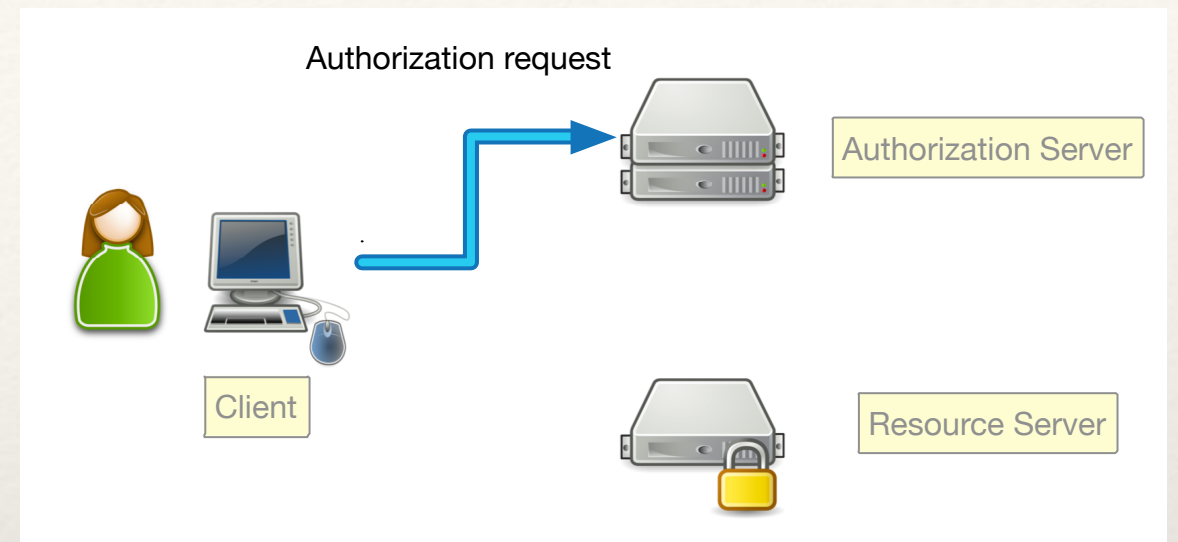 Authorization request
Authorization Server
Client
Resource Server